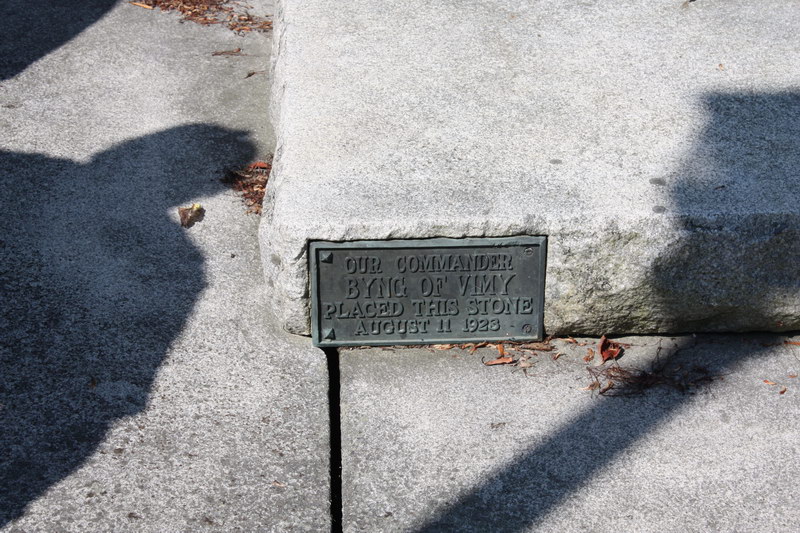 OUR COMMANDER
BYNG OF VIMY
PLACED THIS STONE
AUGUST 11 1923